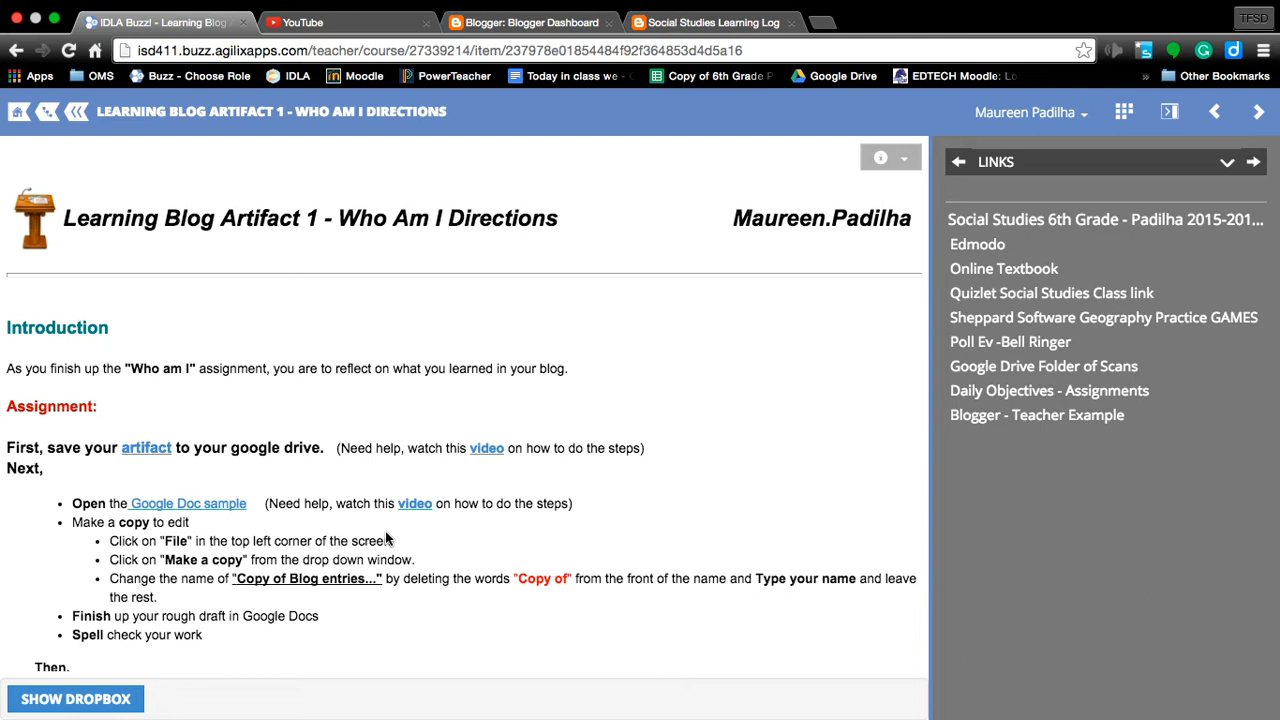 IDLA Buzz! - Learning Blog
YouTube
Blogger: Blogger Dashboard
Social Studies Learning Log
TFSD
isd411.buzz.agilixapps.com/teacher/course/27339214/item/237978e01854484f92f364853d4d5a16
Apps
OMS
Buzz - Choose Role
IDLA
Moodle
PowerTeacher
Today in class we -
Copy of 6th Grade P
Google Drive
EDTECH Moodle: Lo
»
Other Bookmarks
LEARNING BLOG ARTIFACT 1 - WHO AM I DIRECTIONS
Maureen Padilha
LINKS
Learning Blog Artifact 1 - Who Am I Directions
Maureen.Padilha
Social Studies 6th Grade - Padilha 2015-201...
Edmodo
Online Textbook
Quizlet Social Studies Class link
Sheppard Software Geography Practice GAMES
Poll Ev -Bell Ringer
Google Drive Folder of Scans
Daily Objectives - Assignments
Blogger - Teacher Example
Introduction
As you finish up the "Who am I" assignment, you are to reflect on what you learned in your blog.
Assignment:
First, save your artifact to your google drive. (Need help, watch this video on how to do the steps)
Next,
• Open the Google Doc sample (Need help, watch this video on how to do the steps)
• Make a copy to edit
• Click on "File" in the top left corner of the screen
• Click on "Make a copy" from the drop down window.
• Change the name of "Copy of Blog entries..." by deleting the words "Copy of" from the front of the name and Type your name and leave
the rest.
• Finish up your rough draft in Google Docs
• Spell check your work
Then,
SHOW DROPBOX